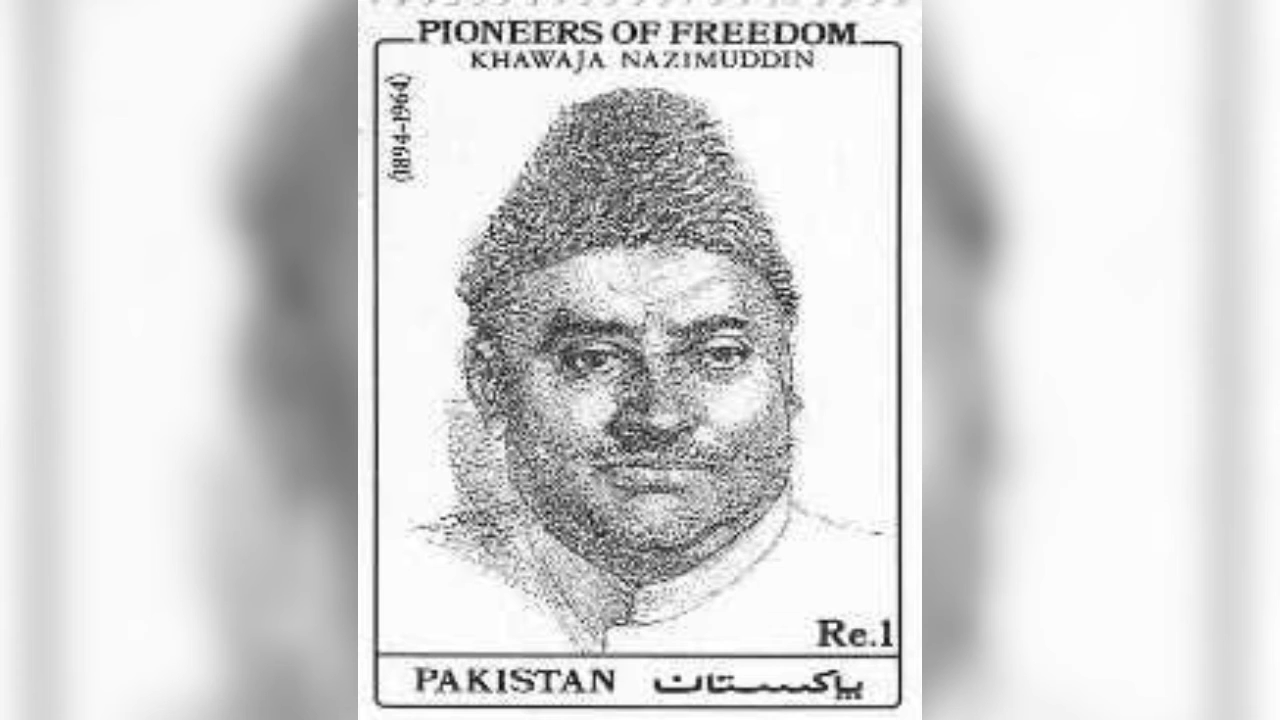 PIONEERS OF FREEDOM
KHAWAJA NAZIMUDDIN
(1894-1964)
Re.1
PAKISTAN پاکستان